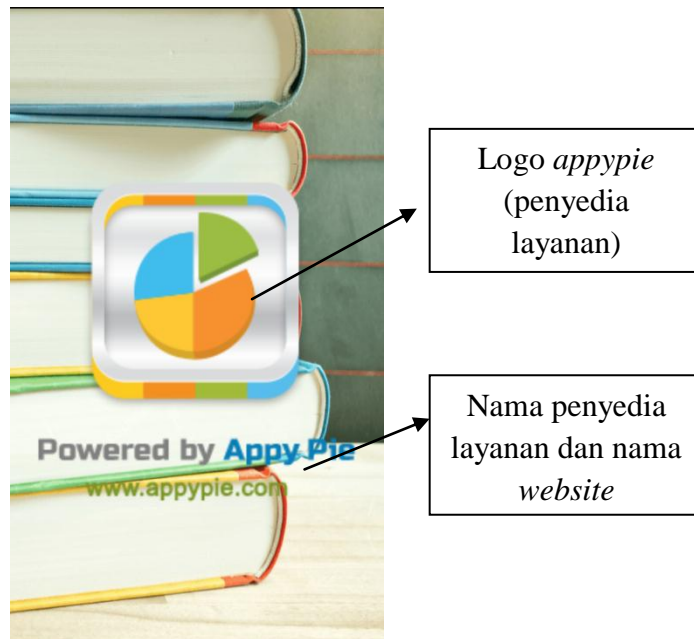 Logo appypie
(penyedia
layanan)
Powered by Appy Pie
www.appypie.com
Nama penyedia
layanan dan nama
website